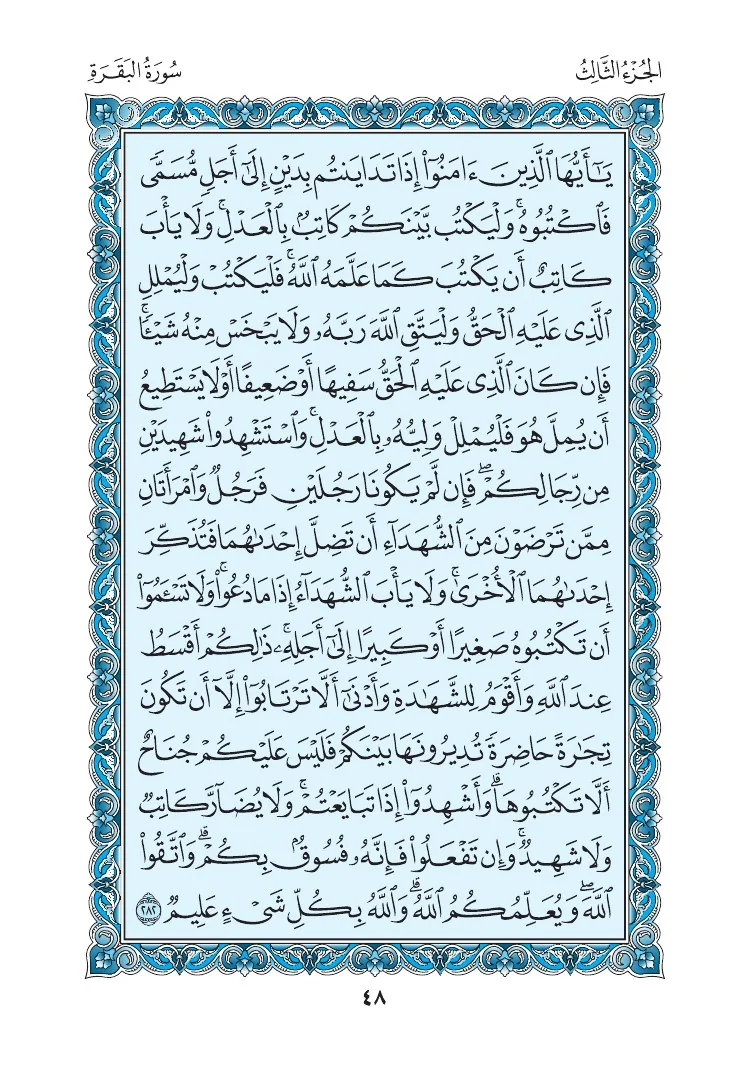 الجُزْءُ الثَّالِثُ
سُورَةُ البَقَرَةِ
يَـٰٓأَيُّهَا ٱلَّذِينَ ءَامَنُوٓا۟ إِذَا تَدَايَنتُم بِدَيْنٍ إِلَىٰٓ أَجَلٍ مُّسَمًّى
فَٱكْتُبُوهُ ۚ وَلْيَكْتُب بَّيْنَكُمْ كَاتِبٌۢ بِٱلْعَدْلِ ۚ وَلَا يَأْبَ
كَاتِبٌ أَن يَكْتُبَ كَمَا عَلَّمَهُ ٱللَّهُ ۚ فَلْيَكْتُبْ وَلْيُمْلِلِ
ٱلَّذِى عَلَيْهِ ٱلْحَقُّ وَلْيَتَّقِ ٱللَّهَ رَبَّهُۥ وَلَا يَبْخَسْ مِنْهُ شَيْـًٔا ۚ
فَإِن كَانَ ٱلَّذِى عَلَيْهِ ٱلْحَقُّ سَفِيهًا أَوْ ضَعِيفًا أَوْ لَا يَسْتَطِيعُ
أَن يُمِلَّ هُوَ فَلْيُمْلِلْ وَلِيُّهُۥ بِٱلْعَدْلِ ۚ وَٱسْتَشْهِدُوا۟ شَهِيدَيْنِ
مِن رِّجَالِكُمْ ۖ فَإِن لَّمْ يَكُونَا رَجُلَيْنِ فَرَجُلٌ وَٱمْرَأَتَانِ
مِمَّن تَرْضَوْنَ مِنَ ٱلشُّهَدَآءِ أَن تَضِلَّ إِحْدَىٰهُمَا فَتُذَكِّرَ
إِحْدَىٰهُمَا ٱلْأُخْرَىٰ ۚ وَلَا يَأْبَ ٱلشُّهَدَآءُ إِذَا مَا دُعُوا۟ ۚ وَلَا تَسْـَٔمُوٓا۟
أَن تَكْتُبُوهُ صَغِيرًا أَوْ كَبِيرًا إِلَىٰٓ أَجَلِهِۦ ۚ ذَٰلِكُمْ أَقْسَطُ
عِندَ ٱللَّهِ وَأَقْوَمُ لِلشَّهَـٰدَةِ وَأَدْنَىٰٓ أَلَّا تَرْتَابُوٓا۟ ۖ إِلَّآ أَن تَكُونَ
تِجَـٰرَةً حَاضِرَةً تُدِيرُونَهَا بَيْنَكُمْ فَلَيْسَ عَلَيْكُمْ جُنَاحٌ
أَلَّا تَكْتُبُوهَا ۗ وَأَشْهِدُوٓا۟ إِذَا تَبَايَعْتُمْ ۚ وَلَا يُضَآرَّ كَاتِبٌ
وَلَا شَهِيدٌ ۚ وَإِن تَفْعَلُوا۟ فَإِنَّهُۥ فُسُوقٌۢ بِكُمْ ۗ وَٱتَّقُوا۟
ٱللَّهَ ۖ وَيُعَلِّمُكُمُ ٱللَّهُ ۗ وَٱللَّهُ بِكُلِّ شَىْءٍ عَلِيمٌ ٢٨٢
٤٨